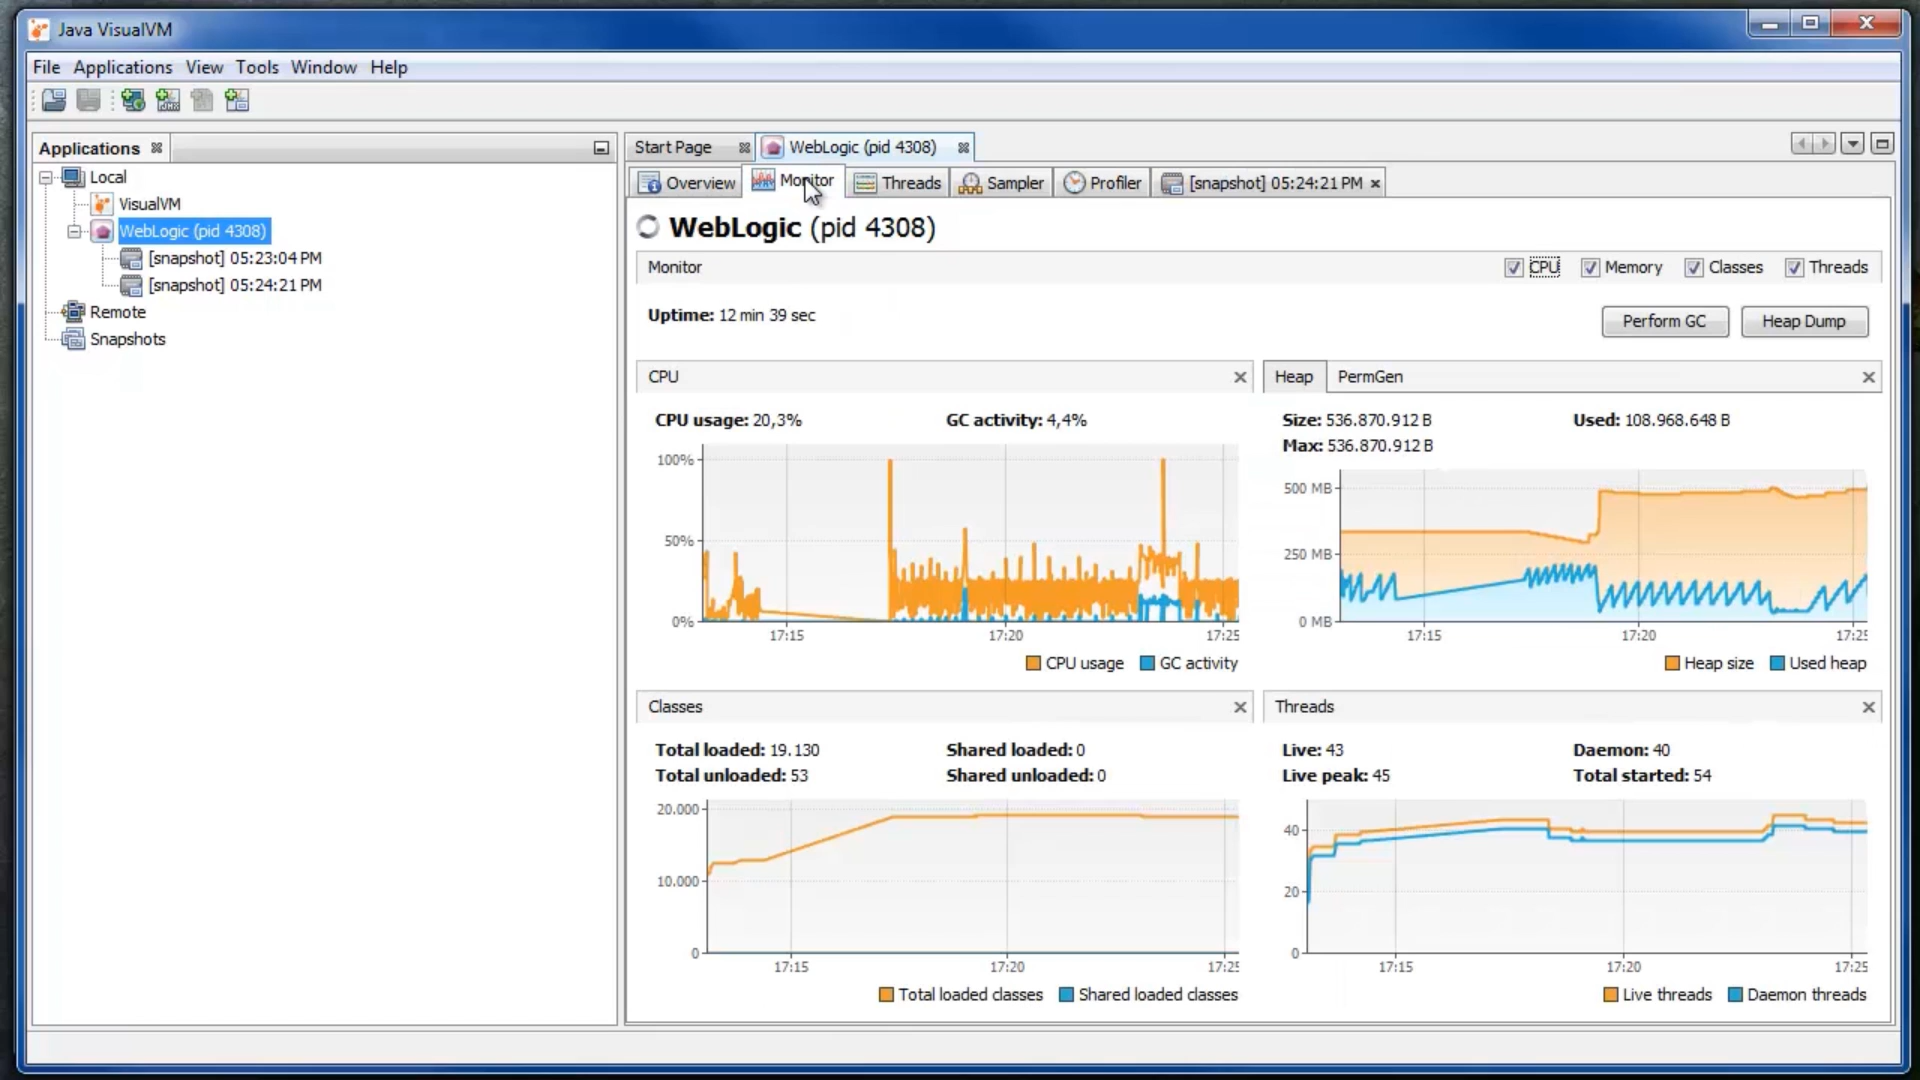 Java VisualVM
File Applications View Tools Window Help
Applications
Start Page
WebLogic (pid 4308)
Local
VisualVM
WebLogic (pid 4308)
[snapshot] 05:23:04 PM
[snapshot] 05:24:21 PM
Remote
Snapshots
Overview Monitor Threads Sampler Profiler [snapshot] 05:24:21 PM
WebLogic (pid 4308)
Monitor
CPU Memory Classes Threads
Uptime: 12 min 39 sec
Perform GC Heap Dump
CPU
CPU usage: 20,3% GC activity: 4,4%
100%
50%
0%
17:15 17:20 17:25
CPU usage GC activity
Heap PermGen
Size: 536.870.912 B Used: 108.968.648 B
Max: 536.870.912 B
500 MB
250 MB
0 MB
17:15 17:20 17:25
Heap size Used heap
Classes
Total loaded: 19.130 Shared loaded: 0
Total unloaded: 53 Shared unloaded: 0
20.000
10.000
0
17:15 17:20 17:25
Total loaded classes Shared loaded classes
Threads
Live: 43 Daemon: 40
Live peak: 45 Total started: 54
40
20
0
17:15 17:20 17:25
Live threads Daemon threads